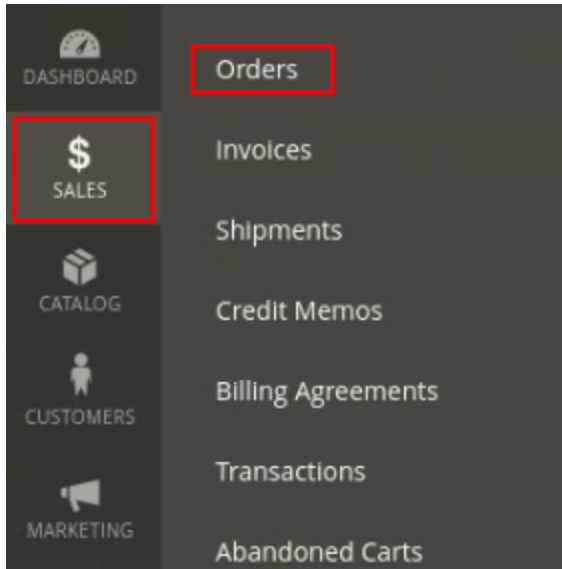 DASHBOARD
$
SALES
CATALOG
CUSTOMERS
MARKETING
Orders
Invoices
Shipments
Credit Memos
Billing Agreements
Transactions
Abandoned Carts